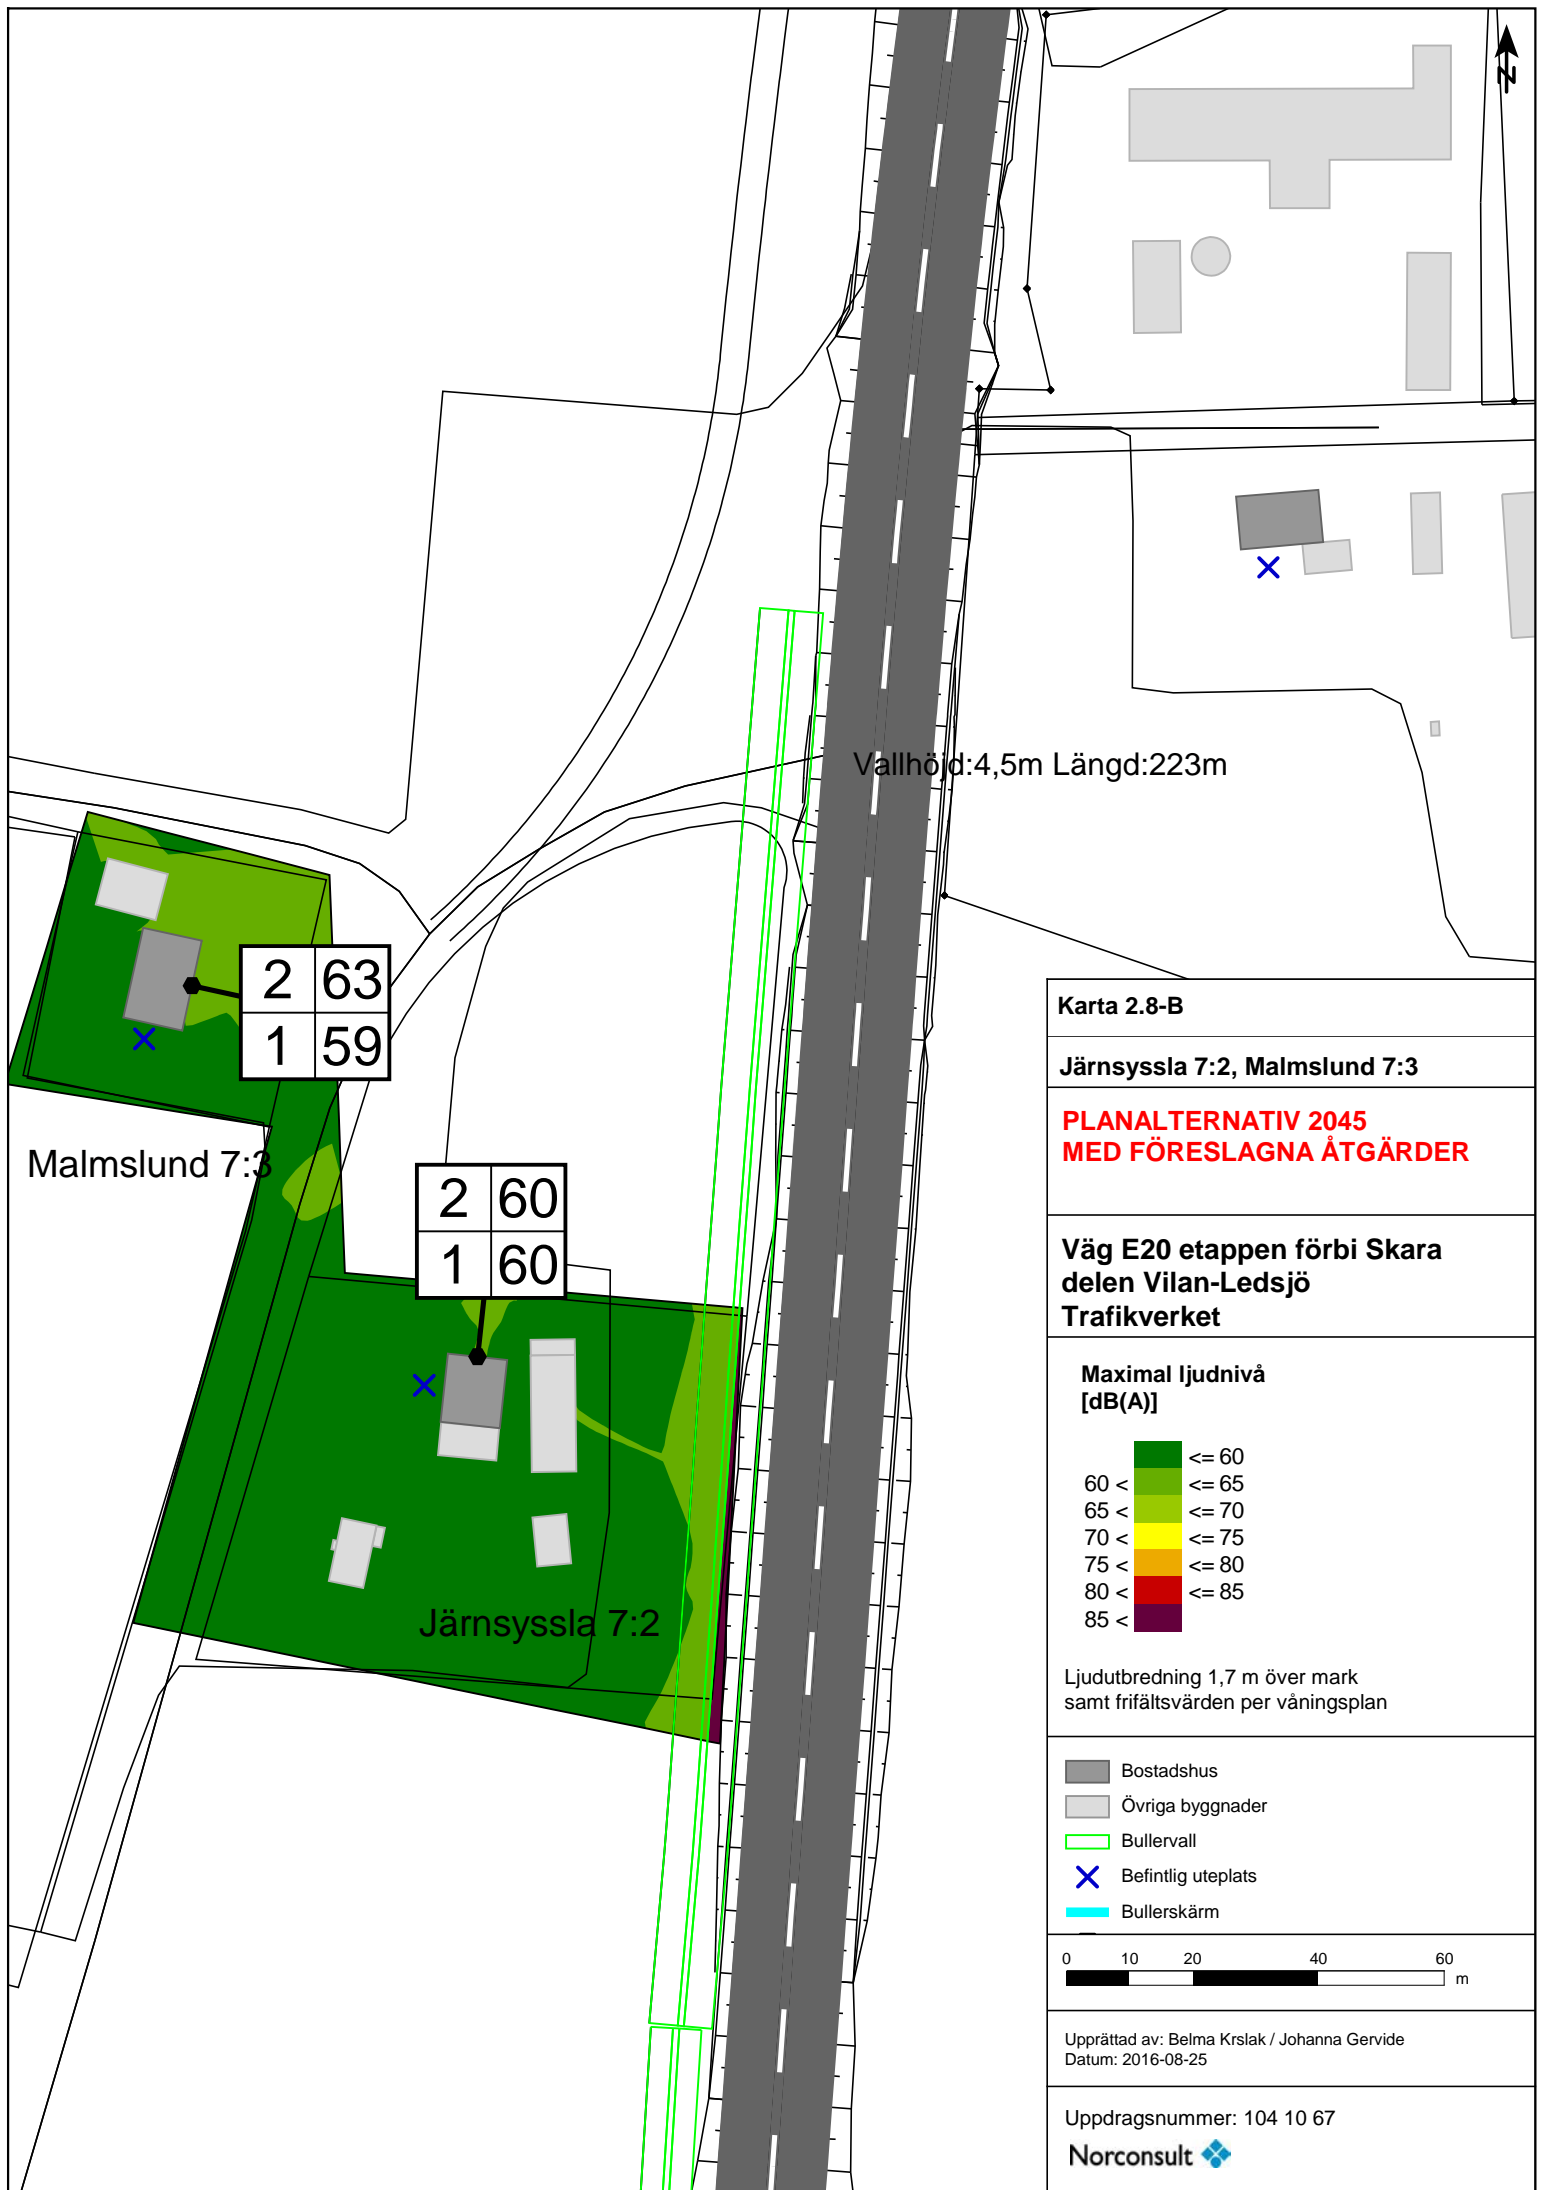 N
Vallhöjd:4,5m Längd:223m
2 63
1 59
Malmslund 7:3
2 60
1 60
Järnsyssla 7:2
Karta 2.8-B
Järnsyssla 7:2, Malmslund 7:3
PLANALTERNATIV 2045
MED FÖRESLAGNA ÅTGÄRDER
Väg E20 etappen förbi Skara
delen Vilan-Ledsjö
Trafikverket
Maximal ljudnivå
[dB(A)]
<= 60
60 < <= 65
65 < <= 70
70 < <= 75
75 < <= 80
80 < <= 85
85 <
Ljudutbredning 1,7 m över mark
samt frifältsvärden per våningsplan
Bostadshus
Övriga byggnader
Bullervall
Befintlig uteplats
Bullerskärm
0 10 20 40 60
m
Upprättad av: Belma Krslak / Johanna Gervide
Datum: 2016-08-25
Uppdragsnummer: 104 10 67
Norconsult